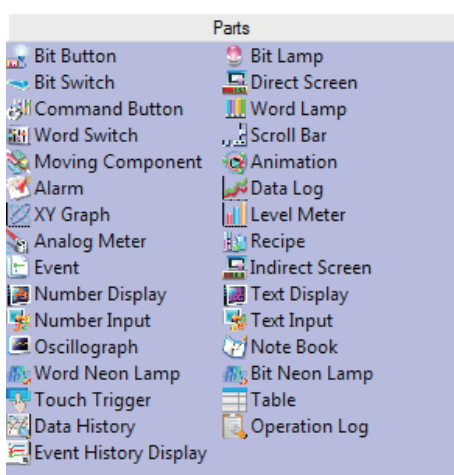 Parts
Bit Button Bit Lamp
Bit Switch Direct Screen
Command Button Word Lamp
Word Switch Scroll Bar
Moving Component Animation
Alarm Data Log
XY Graph Level Meter
Analog Meter Recipe
Event Indirect Screen
Number Display Text Display
Number Input Text Input
Oscillograph Note Book
Word Neon Lamp Bit Neon Lamp
Touch Trigger Table
Data History Operation Log
Event History Display